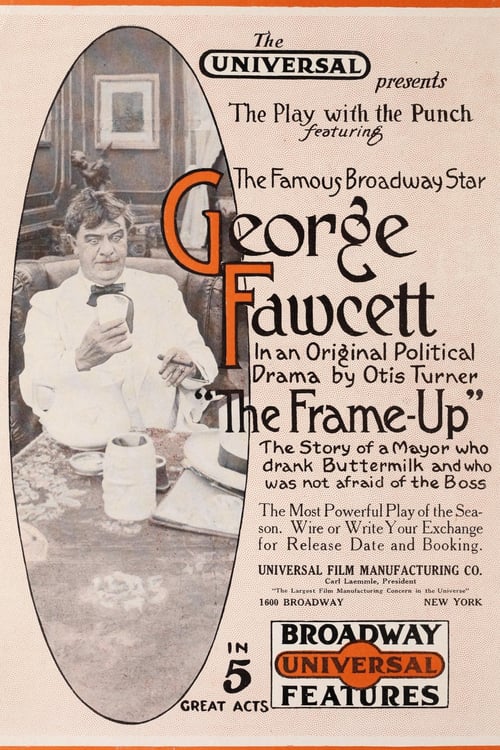 The
UNIVERSAL
presents
The Play with the Punch
featuring
The Famous Broadway Star
George
Fawcett
In an Original Political
Drama by Otis Turner
"The Frame-Up"
The Story of a Mayor who
drank Buttermilk and who
was not afraid of the Boss
The Most Powerful Play of the Sea-
son. Wire or Write Your Exchange
for Release Date and Booking.
UNIVERSAL FILM MANUFACTURING CO.
Carl Laemmle, President
"The Largest Film Manufacturing Concern in the Universe"
1600 BROADWAY NEW YORK
IN
5
GREAT ACTS
BROADWAY
UNIVERSAL
FEATURES